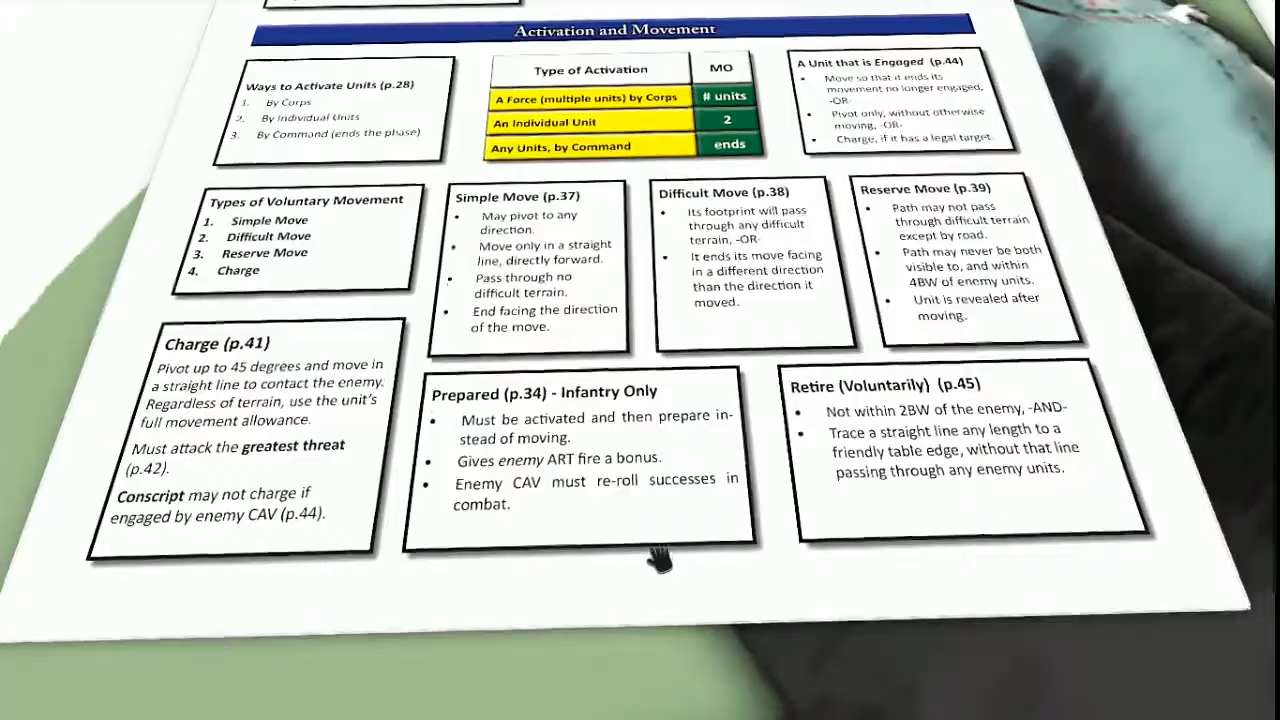 Activation and Movement
Ways to Activate Units (p.28)
1. By Corps
2. By Individual Units
3. By Command (ends the phase)
Type of Activation MO
A Force (multiple units) by Corps # units
An Individual Unit 2
Any Units, by Command ends
A Unit that is Engaged (p.44)
• Move so that it ends its
movement no longer engaged,
-OR-
• Pivot only, without otherwise
moving, -OR-
• Charge, if it has a legal target.
Types of Voluntary Movement
1. Simple Move
2. Difficult Move
3. Reserve Move
4. Charge
Simple Move (p.37)
• May pivot to any
direction.
• Move only in a straight
line, directly forward.
• Pass through no
difficult terrain.
• End facing the direction
of the move.
Difficult Move (p.38)
• Its footprint will pass
through any difficult
terrain, -OR-
• It ends its move facing
in a different direction
than the direction it
moved.
Reserve Move (p.39)
• Path may not pass
through difficult terrain
except by road.
• Path may never be both
visible to, and within
4BW of enemy units.
• Unit is revealed after
moving.
Charge (p.41)
Pivot up to 45 degrees and move in
a straight line to contact the enemy.
Regardless of terrain, use the unit's
full movement allowance.
Must attack the greatest threat
(p.42).
Conscript may not charge if
engaged by enemy CAV (p.44).
Prepared (p.34) - Infantry Only
• Must be activated and then prepare in-
stead of moving.
• Gives enemy ART fire a bonus.
• Enemy CAV must re-roll successes in
combat.
Retire (Voluntarily) (p.45)
• Not within 2BW of the enemy, -AND-
• Trace a straight line any length to a
friendly table edge, without that line
passing through any enemy units.